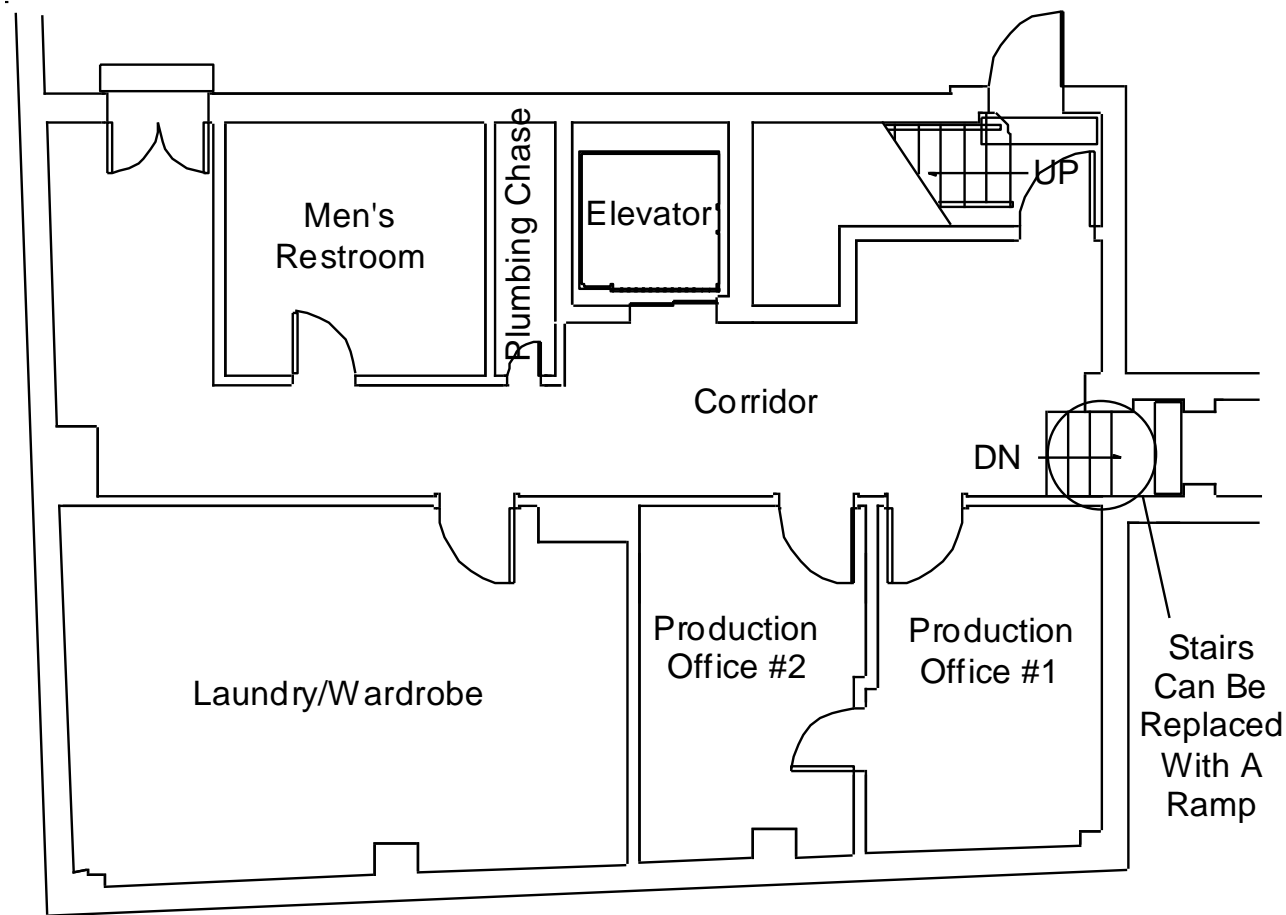 Men's
Restroom
Plumbing Chase
Elevator
UP
Corridor
DN
Laundry/Wardrobe
Production
Office #2
Production
Office #1
Stairs
Can Be
Replaced
With A
Ramp